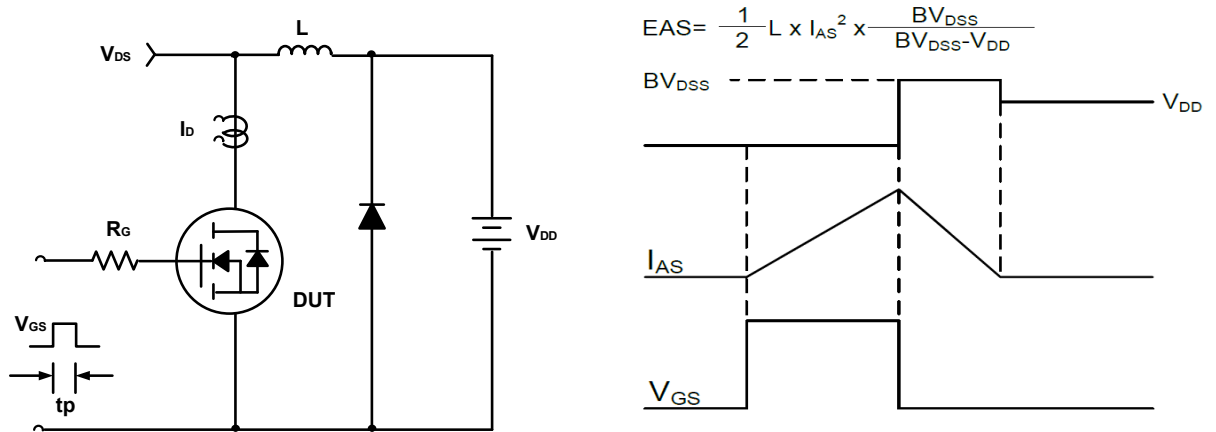 L
VDS
ID
RG
VDD
DUT
VGS
tp
EAS= 1/2 L x IAS² x BVDSS/BVDSS-VDD
BVDSS
VDD
IAS
VGS